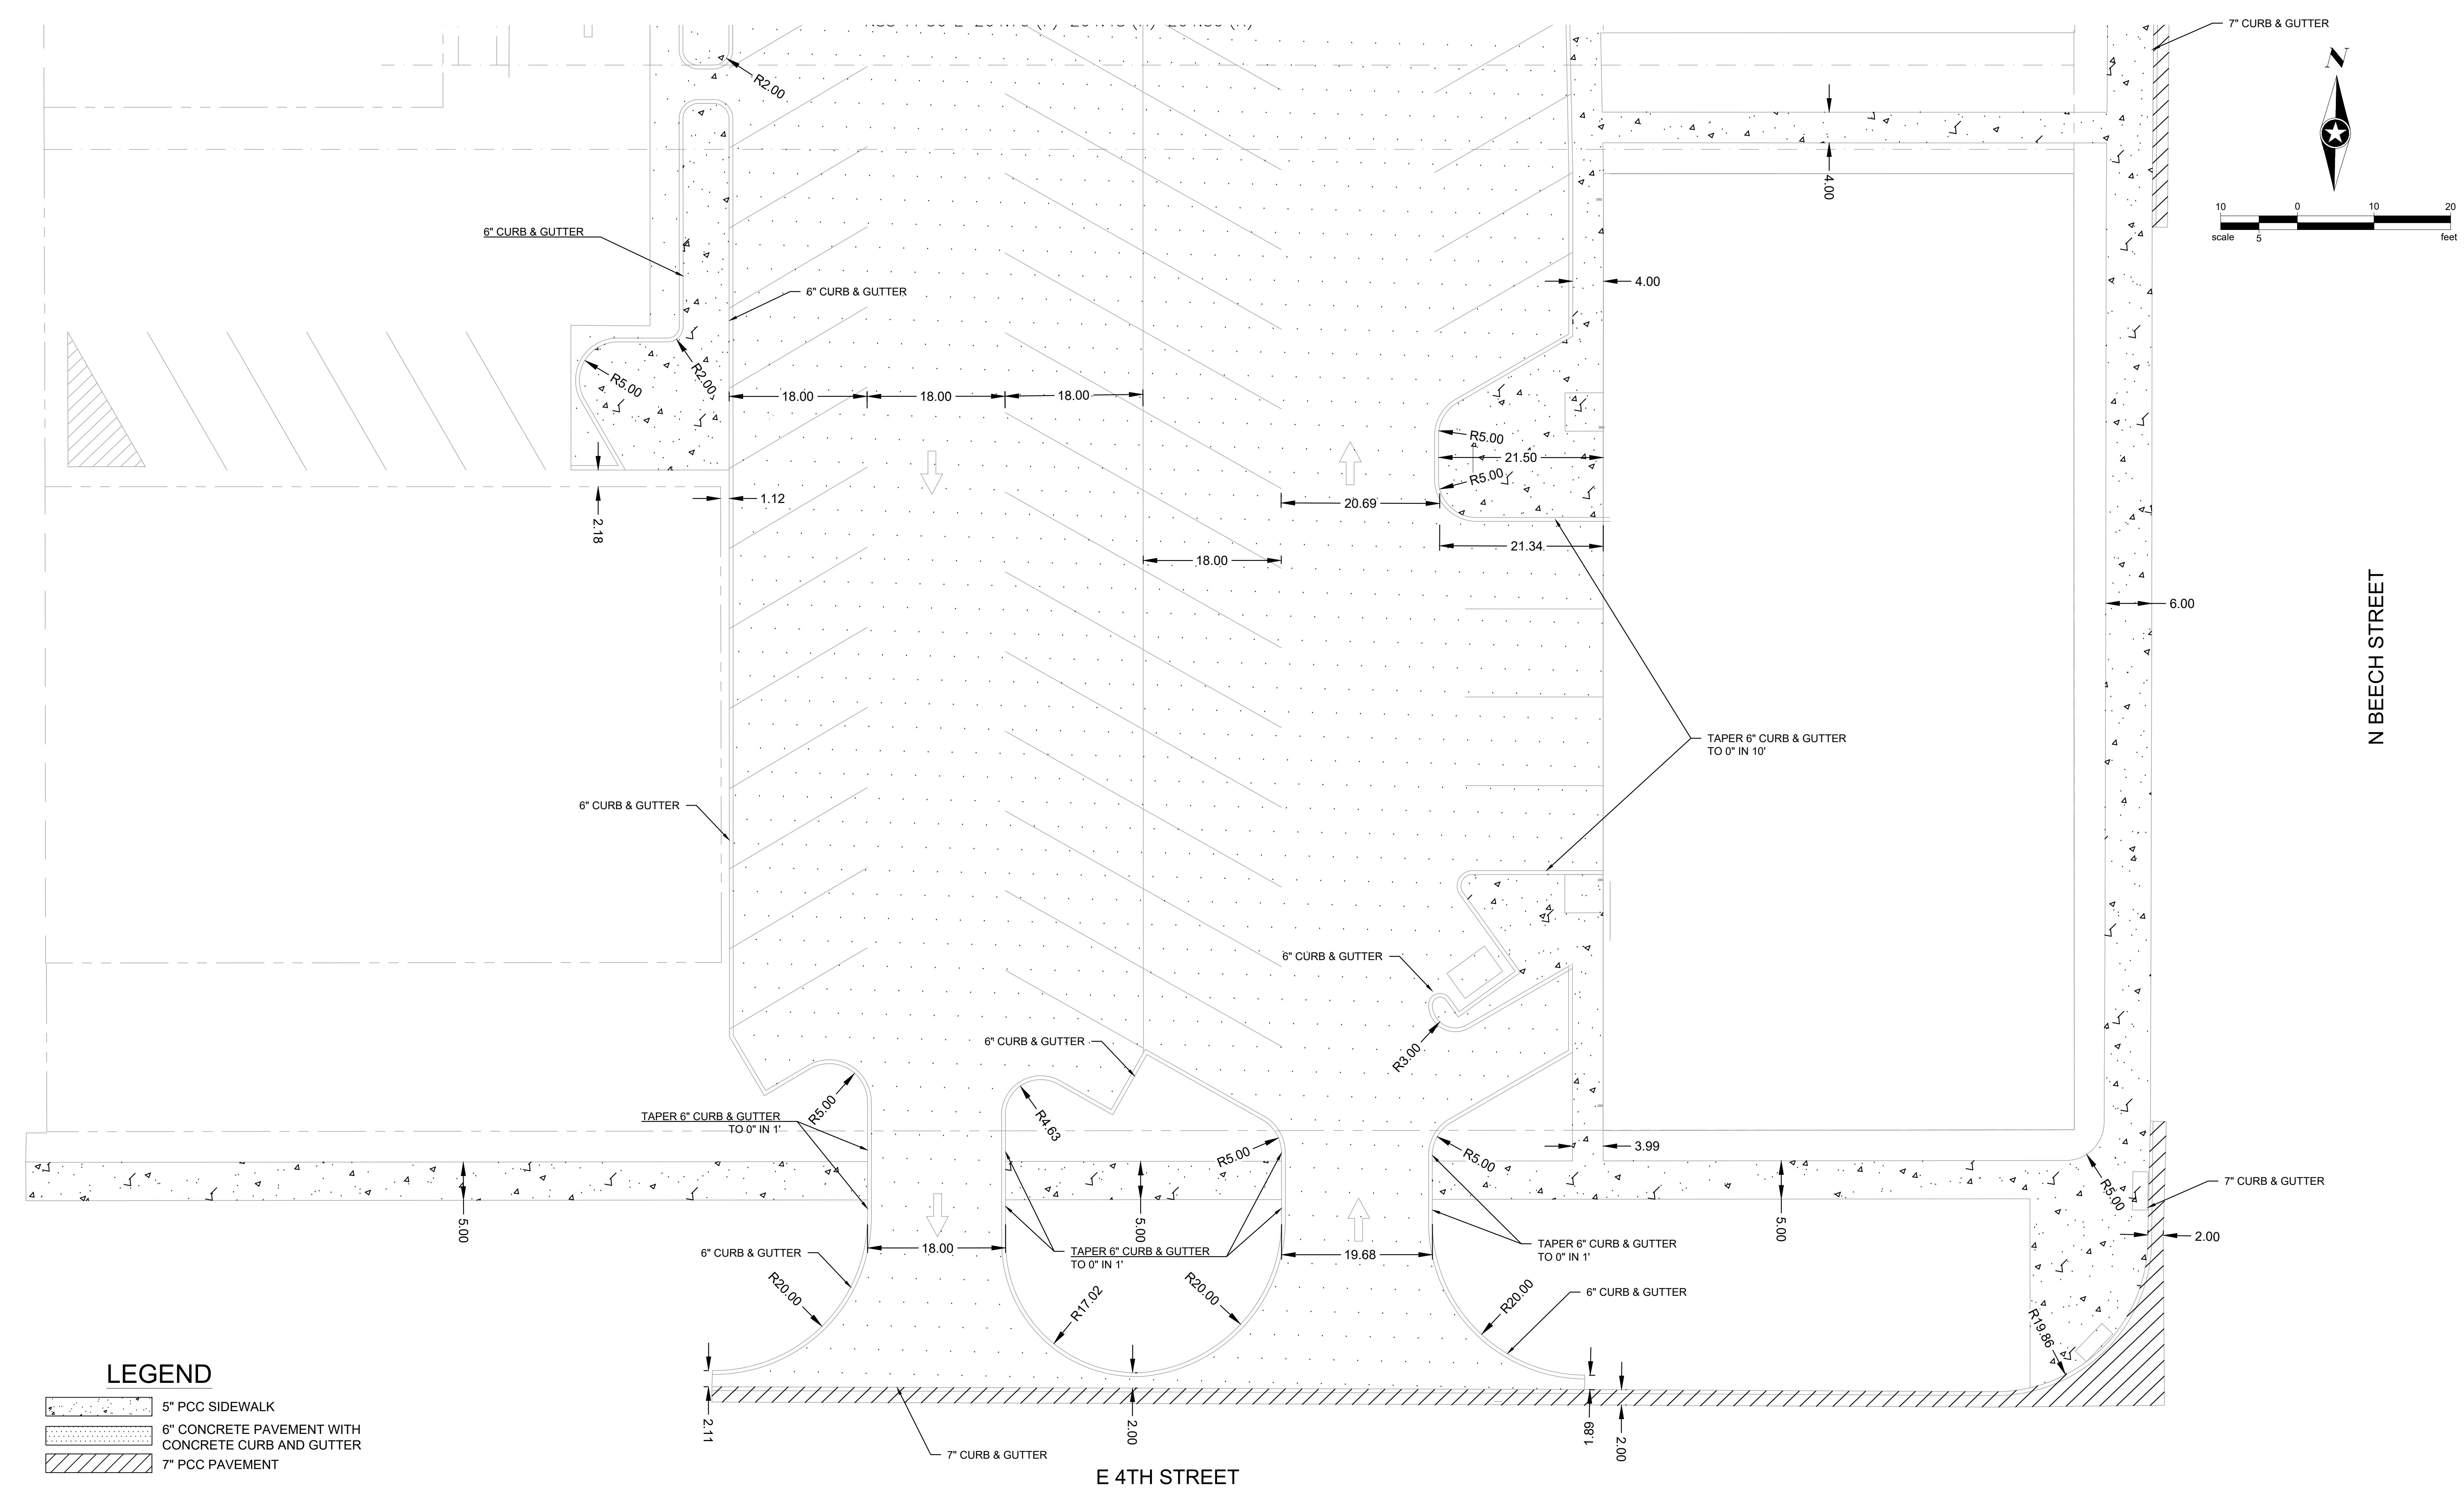 7" CURB & GUTTER
N
R2.00
10 0 10 20
scale 5 feet
4.00
6" CURB & GUTTER
4.00
6" CURB & GUTTER
R5.00
R2.00
18.00
18.00
18.00
R5.00
21.50
R5.00
1.12
20.69
2.18
21.34
18.00
6.00
N BEECH STREET
TAPER 6" CURB & GUTTER
TO 0" IN 10'
6" CURB & GUTTER
6" CURB & GUTTER
6" CURB & GUTTER
R3.00
R5.00
TAPER 6" CURB & GUTTER
TO 0" IN 1'
R4.63
R5.00
R5.00
3.99
R5.00
7" CURB & GUTTER
5.00
5.00
5.00
2.00
18.00
6" CURB & GUTTER
TAPER 6" CURB & GUTTER
TO 0" IN 1'
19.68
TAPER 6" CURB & GUTTER
TO 0" IN 1'
R20.00
R17.02
R20.00
R20.00
6" CURB & GUTTER
R19.86
2.11
2.00
1.89
2.00
7" CURB & GUTTER
E 4TH STREET
LEGEND
5" PCC SIDEWALK
6" CONCRETE PAVEMENT WITH
CONCRETE CURB AND GUTTER
7" PCC PAVEMENT